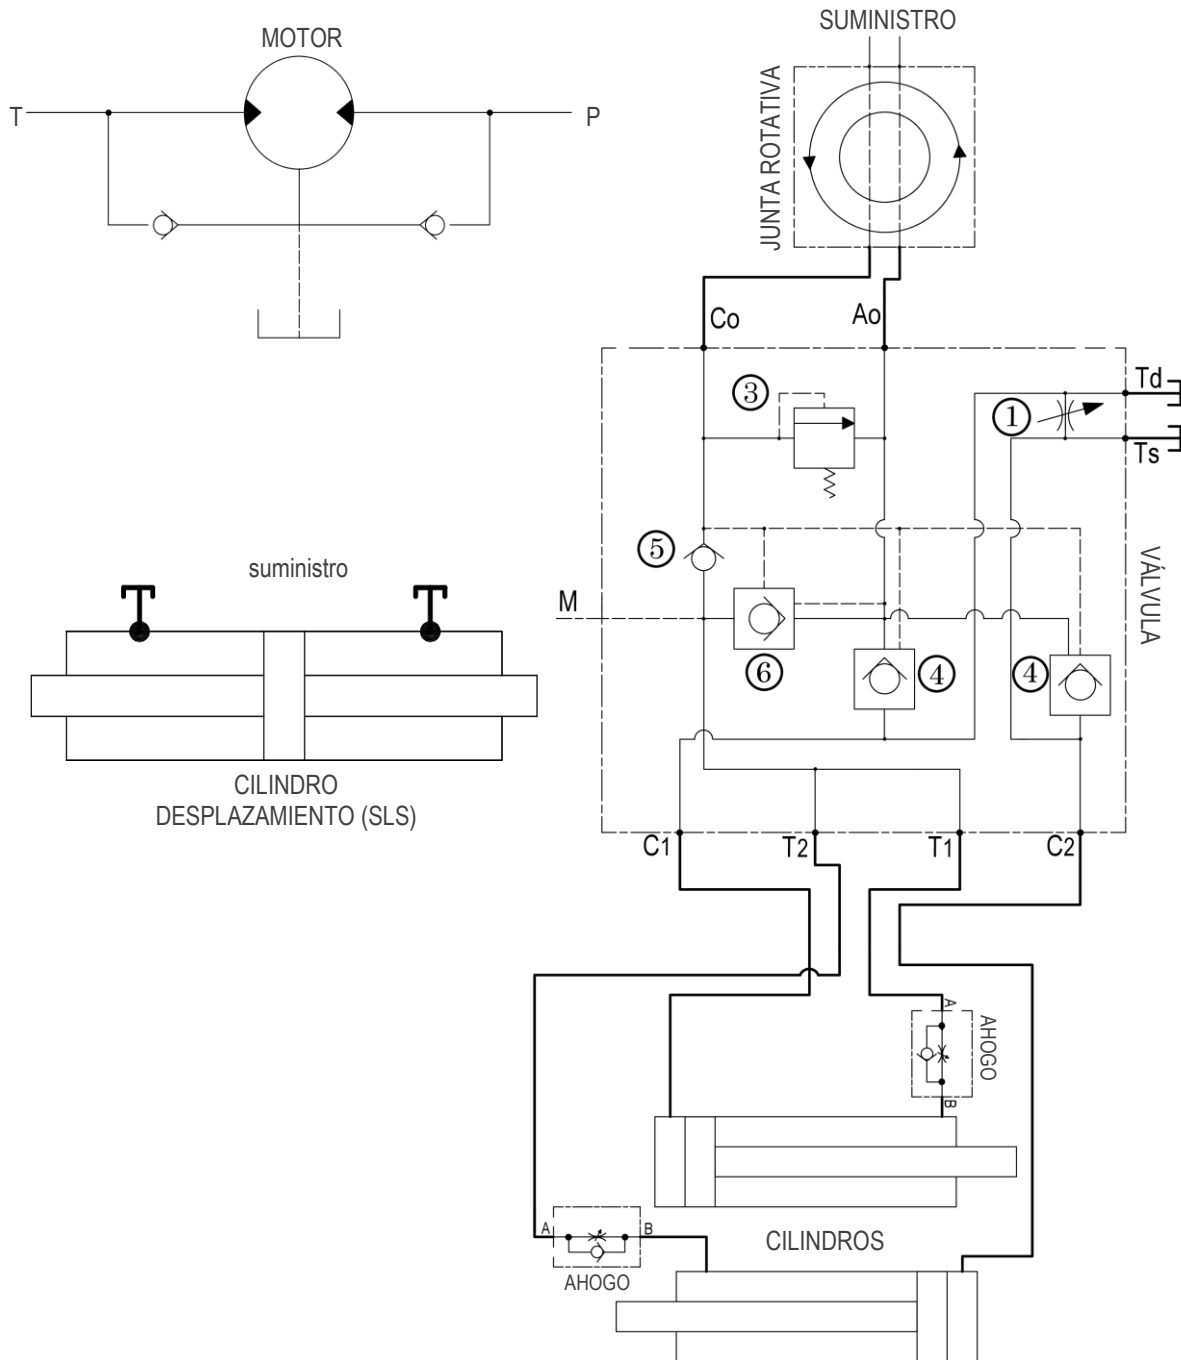 SUMINISTRO
MOTOR
T
P
JUNTA ROTATIVA
Co
Ao
Td
3
1
Ts
5
suministro
VÁLVULA
M
6
4
4
CILINDRO
DESPLAZAMIENTO (SLS)
C1
T2
T1
C2
A
AHOGO
B
A
B
CILINDROS
AHOGO